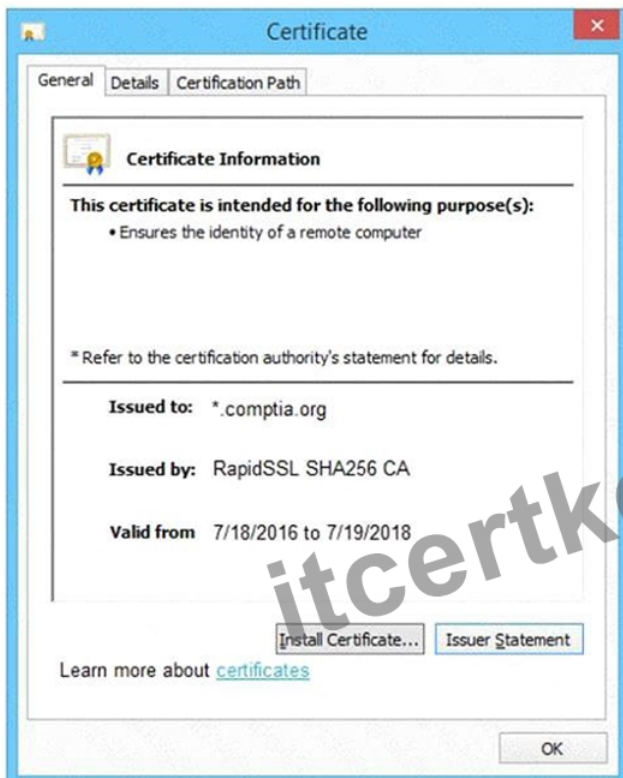 Certificate
General Details Certification Path
Certificate Information
This certificate is intended for the following purpose(s):
• Ensures the identity of a remote computer
* Refer to the certification authority's statement for details.
Issued to: *.comptia.org
Issued by: RapidSSL SHA256 CA
Valid from 7/18/2016 to 7/19/2018
Install Certificate... Issuer Statement
Learn more about certificates
OK